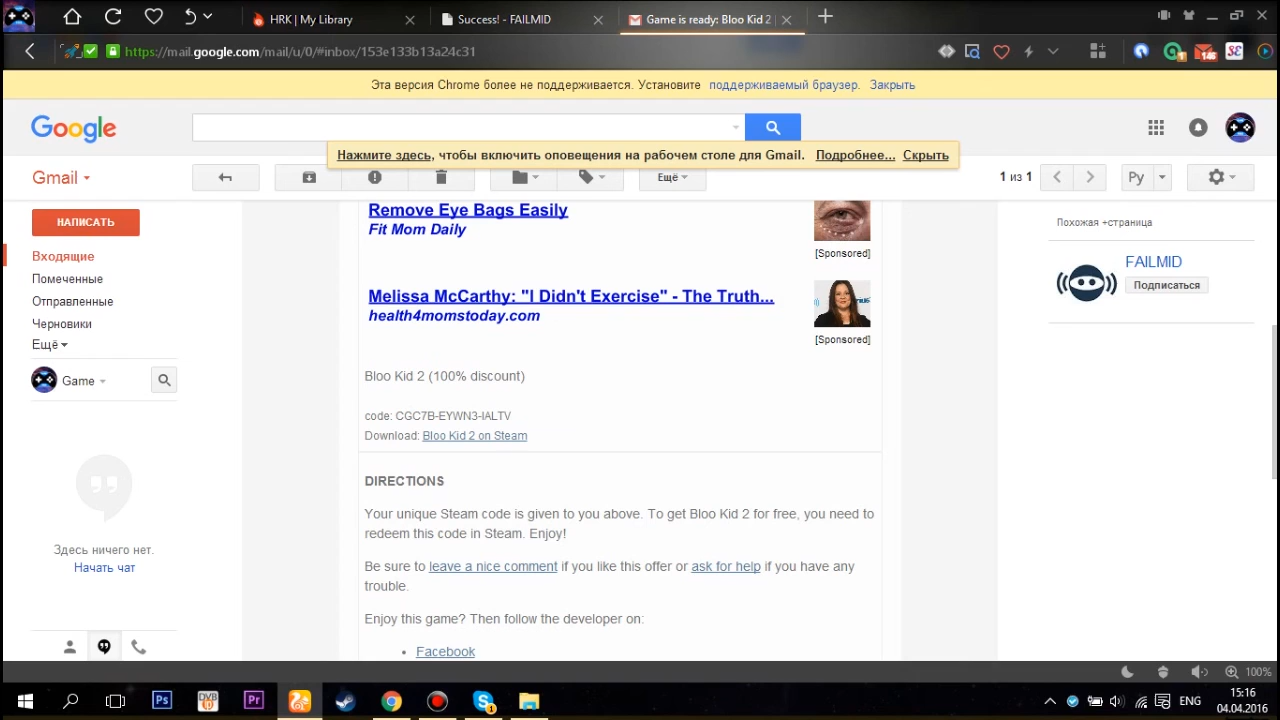 HRK | My Library
Success! - FAILMID
Game is ready: Bloo Kid 2
https://mail.google.com/mail/u/0/#inbox/153e133b13a24c31
1
146
Эта версия Chrome более не поддерживается. Установите поддерживаемый браузер. Закрыть
Google
Нажмите здесь, чтобы включить оповещения на рабочем столе для Gmail. Подробнее... Скрыть
Gmail
Ещё
1 из 1
Ру
НАПИСАТЬ
Входящие
Помеченные
Отправленные
Черновики
Ещё
Game
Здесь ничего нет.
Начать чат
Remove Eye Bags Easily
Fit Mom Daily
[Sponsored]
Melissa McCarthy: "I Didn't Exercise" - The Truth...
health4momstoday.com
[Sponsored]
Bloo Kid 2 (100% discount)
code: CGC7B-EYWN3-IALTV
Download: Bloo Kid 2 on Steam
DIRECTIONS
Your unique Steam code is given to you above. To get Bloo Kid 2 for free, you need to
redeem this code in Steam. Enjoy!
Be sure to leave a nice comment if you like this offer or ask for help if you have any
trouble.
Enjoy this game? Then follow the developer on:
• Facebook
Похожая +страница
FAILMID
Подписаться
100%
Ps
DVB
Pr
1
ENG
15:16
04.04.2016